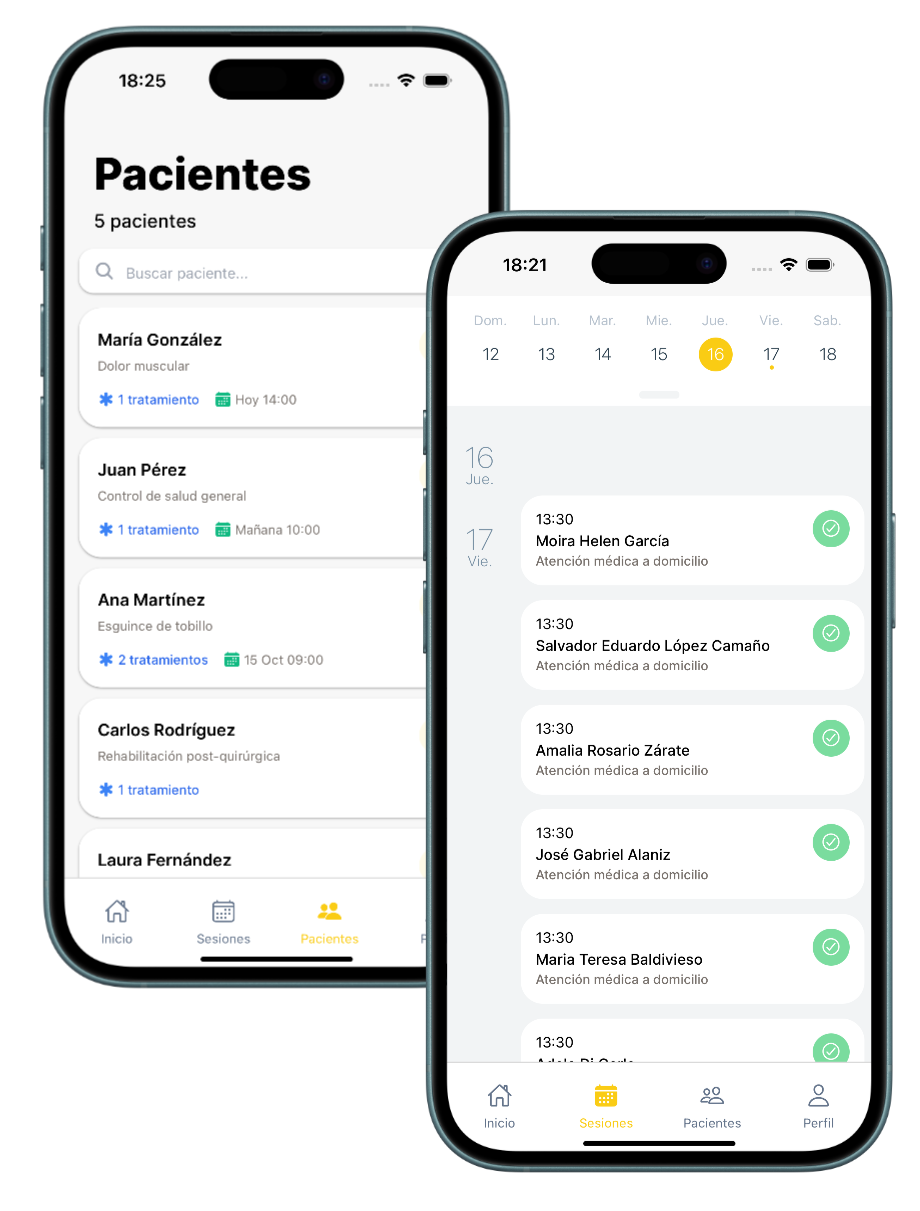 18:25
Pacientes
5 pacientes
Buscar paciente...
María González
Dolor muscular
1 tratamiento Hoy 14:00
Juan Pérez
Control de salud general
1 tratamiento Mañana 10:00
Ana Martínez
Esguince de tobillo
2 tratamientos 15 Oct 09:00
Carlos Rodríguez
Rehabilitación post-quirúrgica
1 tratamiento
Laura Fernández
Inicio Sesiones Pacientes
18:21
Dom. Lun. Mar. Mie. Jue. Vie. Sab.
12 13 14 15 16 17 18
16
Jue.
17
Vie.
13:30
Moira Helen García
Atención médica a domicilio
13:30
Salvador Eduardo López Camaño
Atención médica a domicilio
13:30
Amalia Rosario Zárate
Atención médica a domicilio
13:30
José Gabriel Alaniz
Atención médica a domicilio
13:30
Maria Teresa Baldivieso
Atención médica a domicilio
13:30
Inicio Sesiones Pacientes Perfil